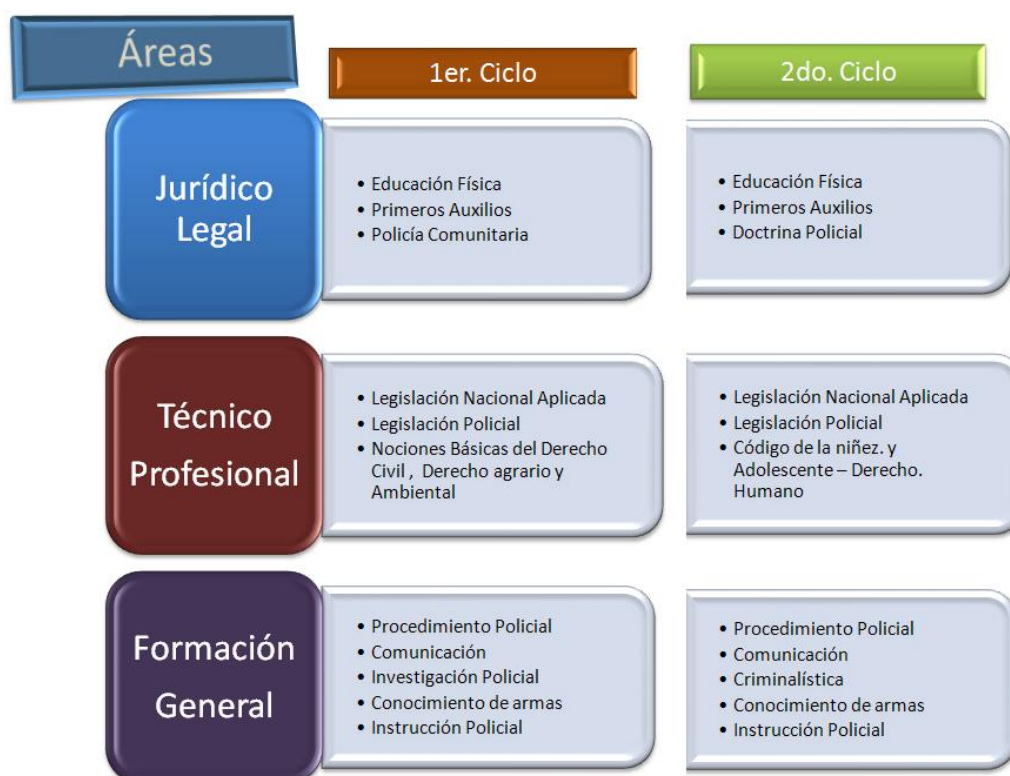 Áreas
1er. Ciclo
2do. Ciclo
Jurídico
Legal
• Educación Física
• Primeros Auxilios
• Policía Comunitaria
• Educación Física
• Primeros Auxilios
• Doctrina Policial
Técnico
Profesional
• Legislación Nacional Aplicada
• Legislación Policial
• Nociones Básicas del Derecho
Civil , Derecho agrario y
Ambiental
• Legislación Nacional Aplicada
• Legislación Policial
• Código de la niñez. y
Adolescente – Derecho.
Humano
Formación
General
• Procedimiento Policial
• Comunicación
• Investigación Policial
• Conocimiento de armas
• Instrucción Policial
• Procedimiento Policial
• Comunicación
• Criminalística
• Conocimiento de armas
• Instrucción Policial